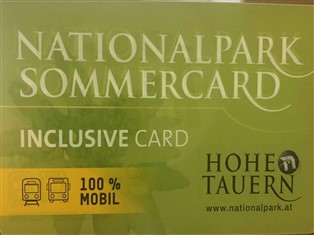 NATIONALPARK
SOMMERCARD
INCLUSIVE CARD
HOHE
TAUERN
www.nationalpark.at
100 %
MOBIL